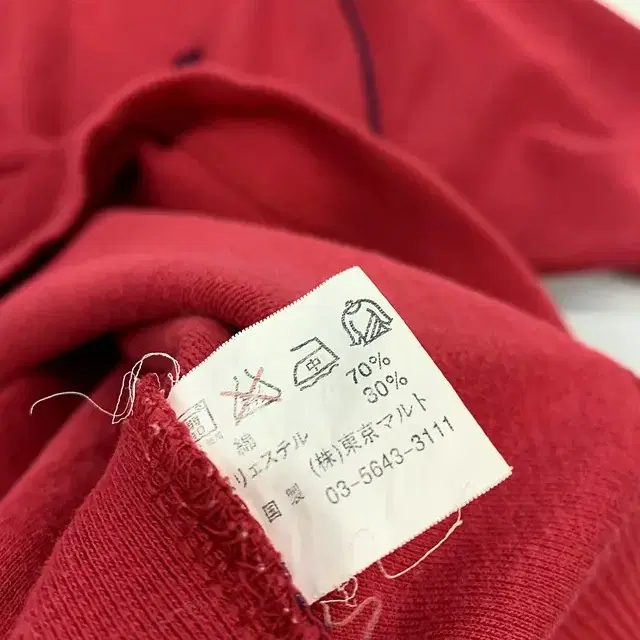 中
綿 70%
リエステル 30%
(株)東京マルト
国製 03-5643-3111